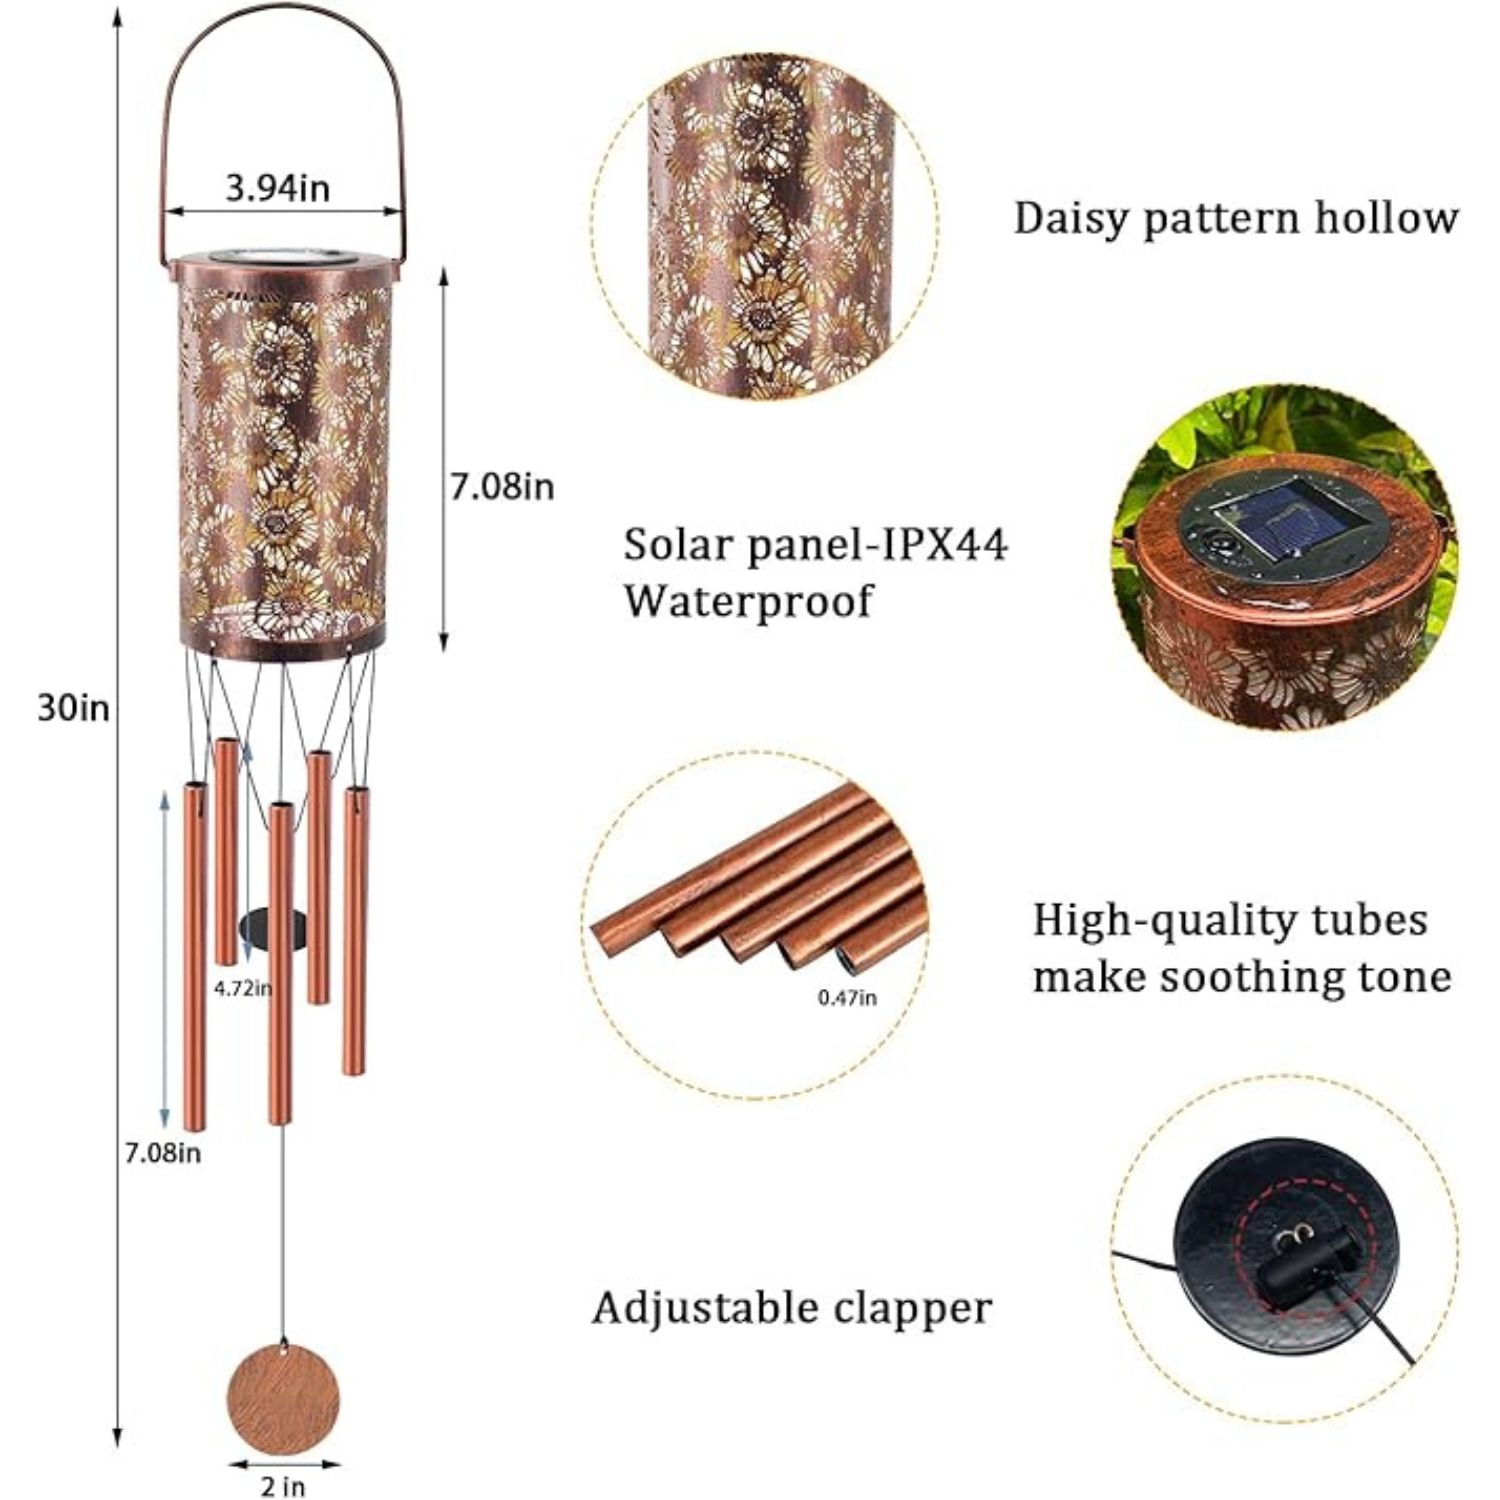 3.94in
Daisy pattern hollow
7.08in
Solar panel-IPX44
Waterproof
30in
4.72in
0.47in
High-quality tubes
make soothing tone
7.08in
Adjustable clapper
2 in